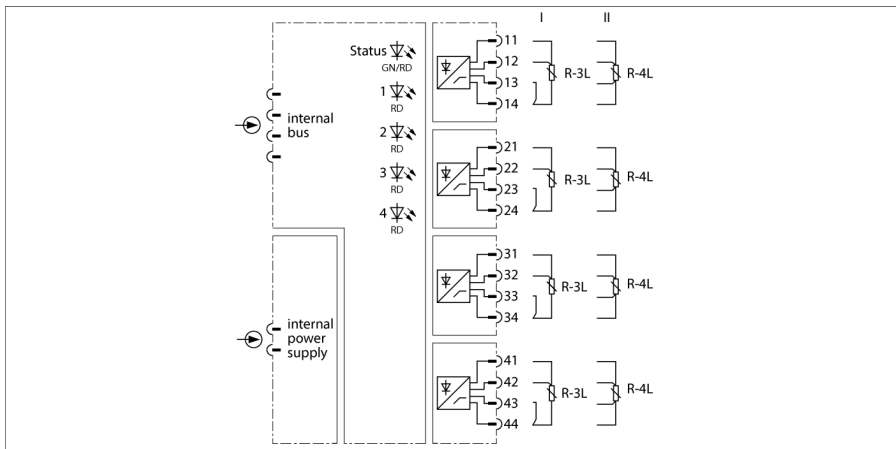 I II
Status
GN/RD
1
RD
2
RD
3
RD
4
RD
internal
bus
internal
power
supply
11
12
13
14
R-3L R-4L
21
22
23
24
R-3L R-4L
31
32
33
34
R-3L R-4L
41
42
43
44
R-3L R-4L